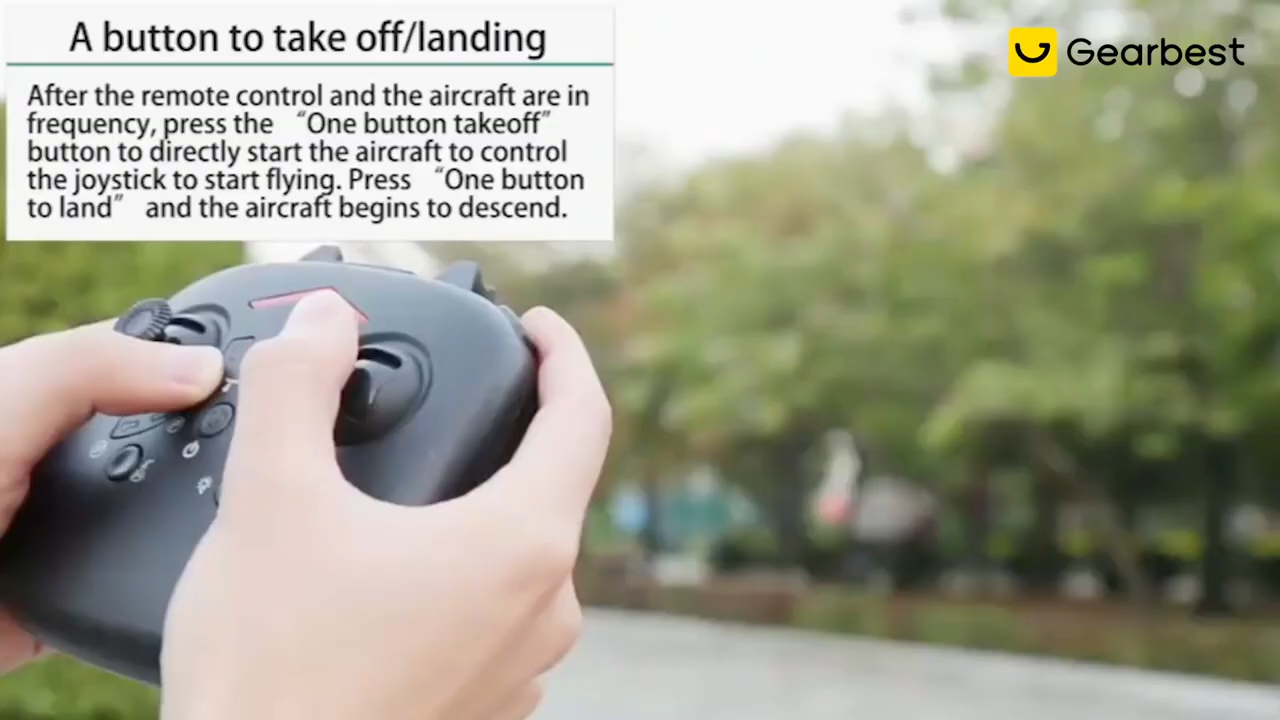 A button to take off/landing
Gearbest
After the remote control and the aircraft are in
frequency, press the “One button takeoff”
button to directly start the aircraft to control
the joystick to start flying. Press “One button
to land” and the aircraft begins to descend.